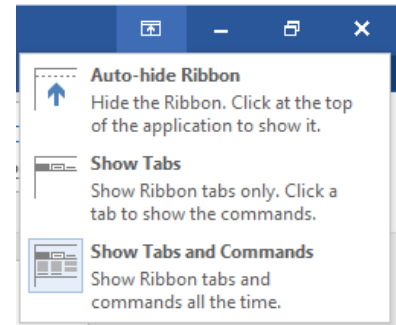 Auto-hide Ribbon
Hide the Ribbon. Click at the top
of the application to show it.
Show Tabs
Show Ribbon tabs only. Click a
tab to show the commands.
Show Tabs and Commands
Show Ribbon tabs and
commands all the time.